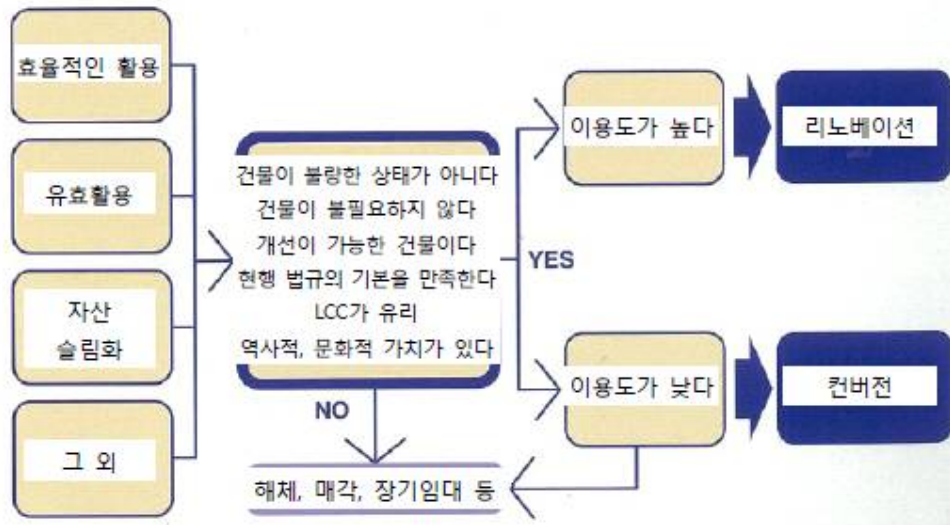 효율적인 활용
유효활용
자산
슬림화
그 외
건물이 불량한 상태가 아니다
건물이 불필요하지 않다
개선이 가능한 건물이다
현행 법규의 기본을 만족한다
LCC가 유리
역사적, 문화적 가치가 있다
YES
NO
이용도가 높다
리노베이션
이용도가 낮다
컨버전
해체, 매각, 장기임대 등